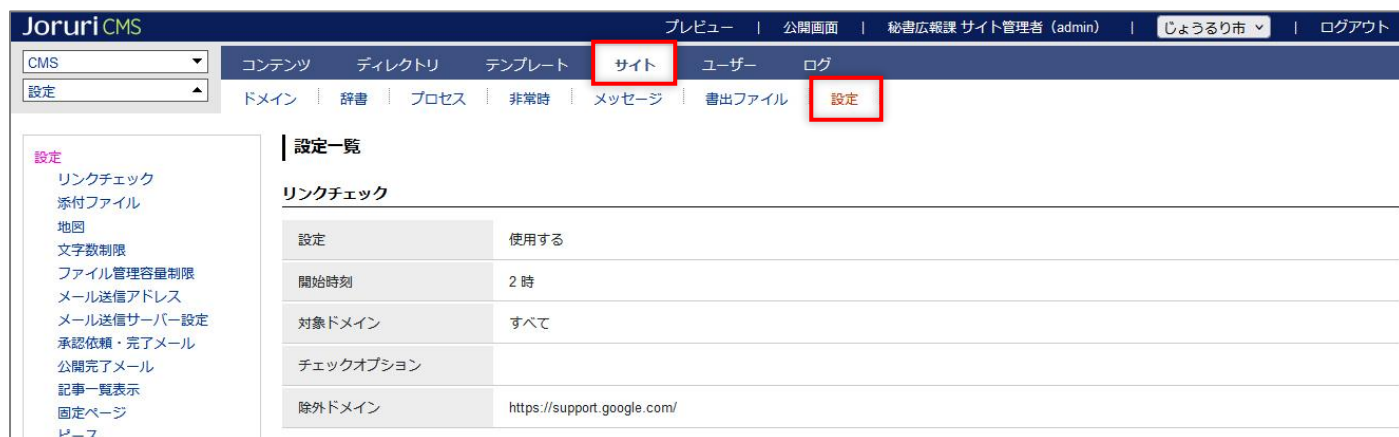 Joruri CMS
プレビュー | 公開画面 | 秘書広報課 サイト管理者（admin） | じょうるり市 | ログアウト
CMS
コンテンツ ディレクトリ テンプレート サイト ユーザー ログ
設定
ドメイン 辞書 プロセス 非常時 メッセージ 書出ファイル 設定
設定
リンクチェック
添付ファイル
地図
文字数制限
ファイル管理容量制限
メール送信アドレス
メール送信サーバー設定
承認依頼・完了メール
公開完了メール
記事一覧表示
固定ページ
ピース
設定一覧
リンクチェック
設定 使用する
開始時刻 2 時
対象ドメイン すべて
チェックオプション
除外ドメイン https://support.google.com/